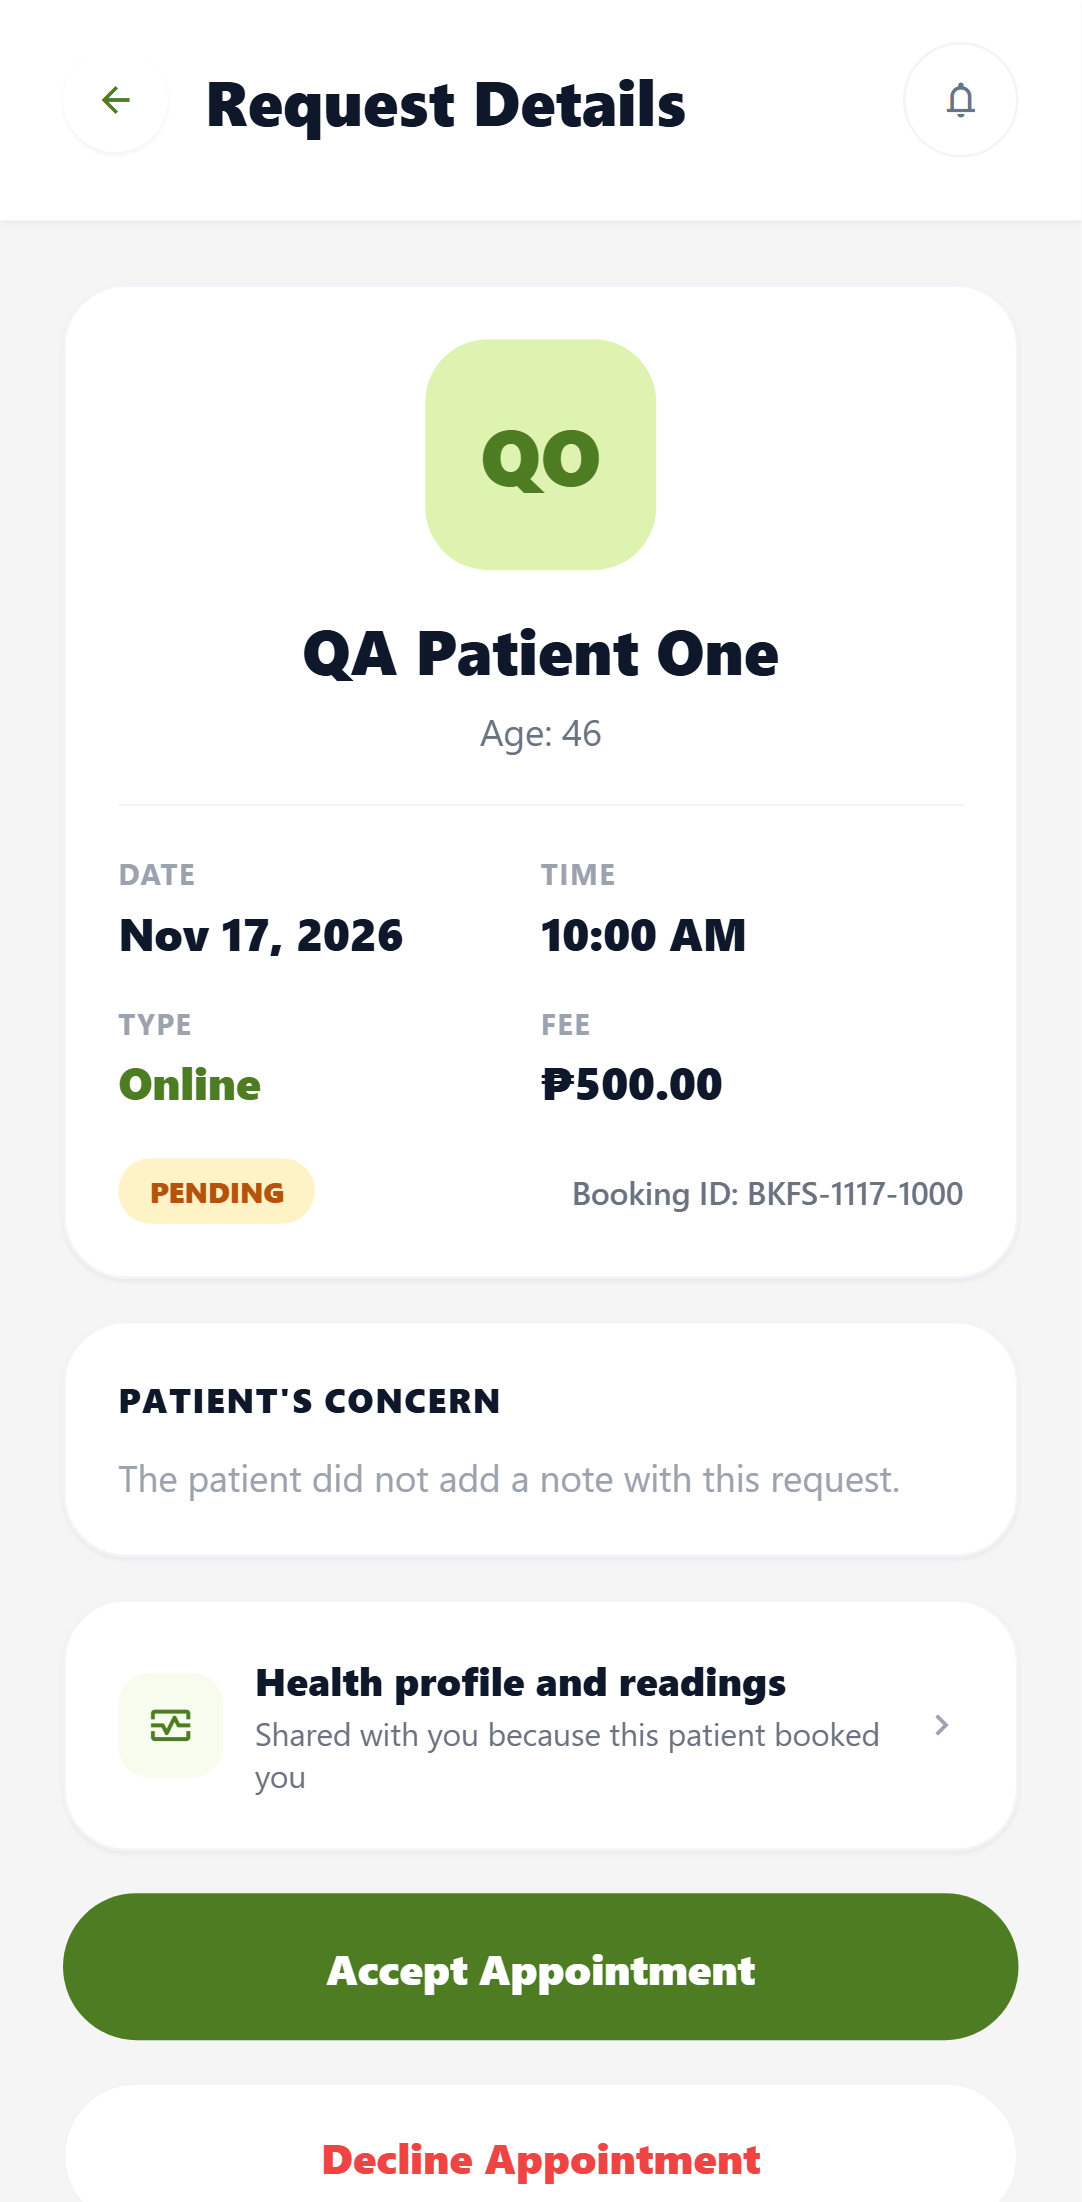 Request Details
QO
QA Patient One
Age: 46
DATE
TIME
Nov 17, 2026
10:00 AM
TYPE
FEE
Online
₱500.00
PENDING
Booking ID: BKFS-1117-1000
PATIENT'S CONCERN
The patient did not add a note with this request.
Health profile and readings
Shared with you because this patient booked
you
Accept Appointment
Decline Appointment